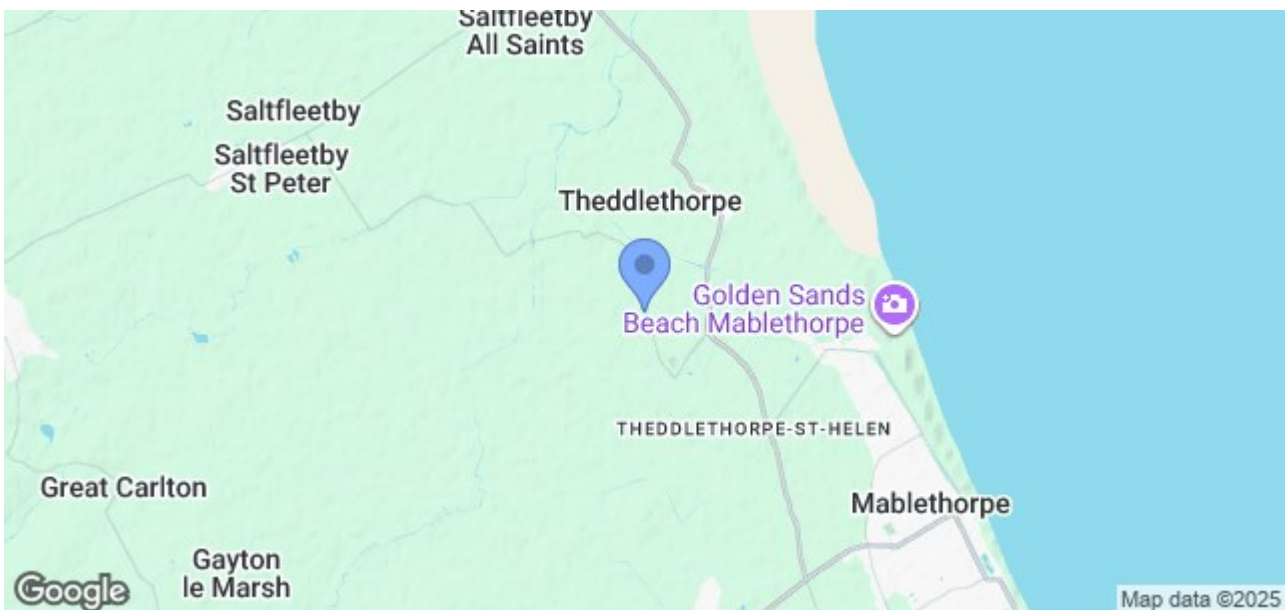 Saltfleetby
All Saints
Saltfleetby
Saltfleetby
St Peter
Theddlethorpe
Golden Sands
Beach Mablethorpe
THEDDLETHORPE-ST-HELEN
Great Carlton
Mablethorpe
Gayton
le Marsh
Google
Map data ©2025